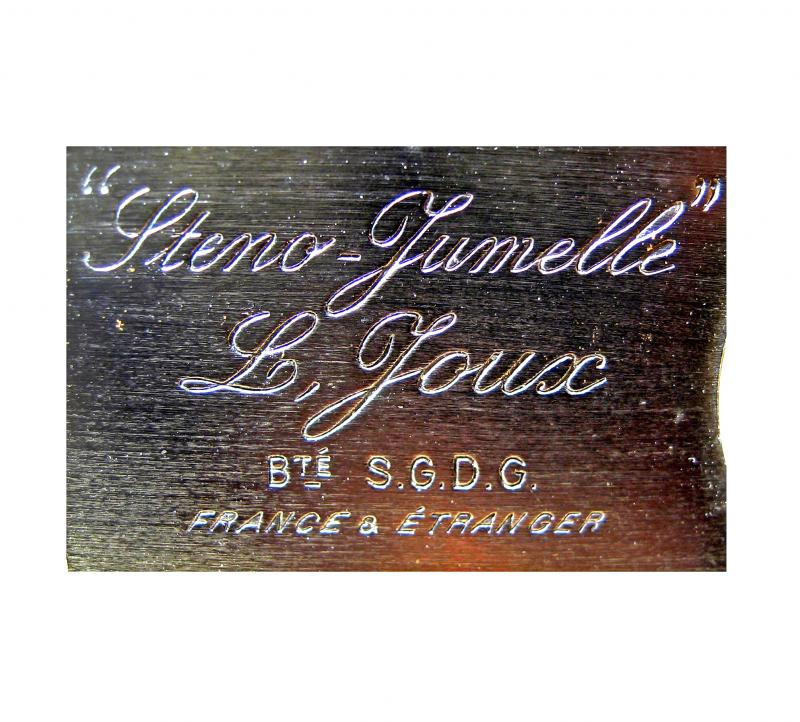 “Steno-Jumelle”
L, Joux
BTÉ S.G.D.G.
FRANCE & ÉTRANGER